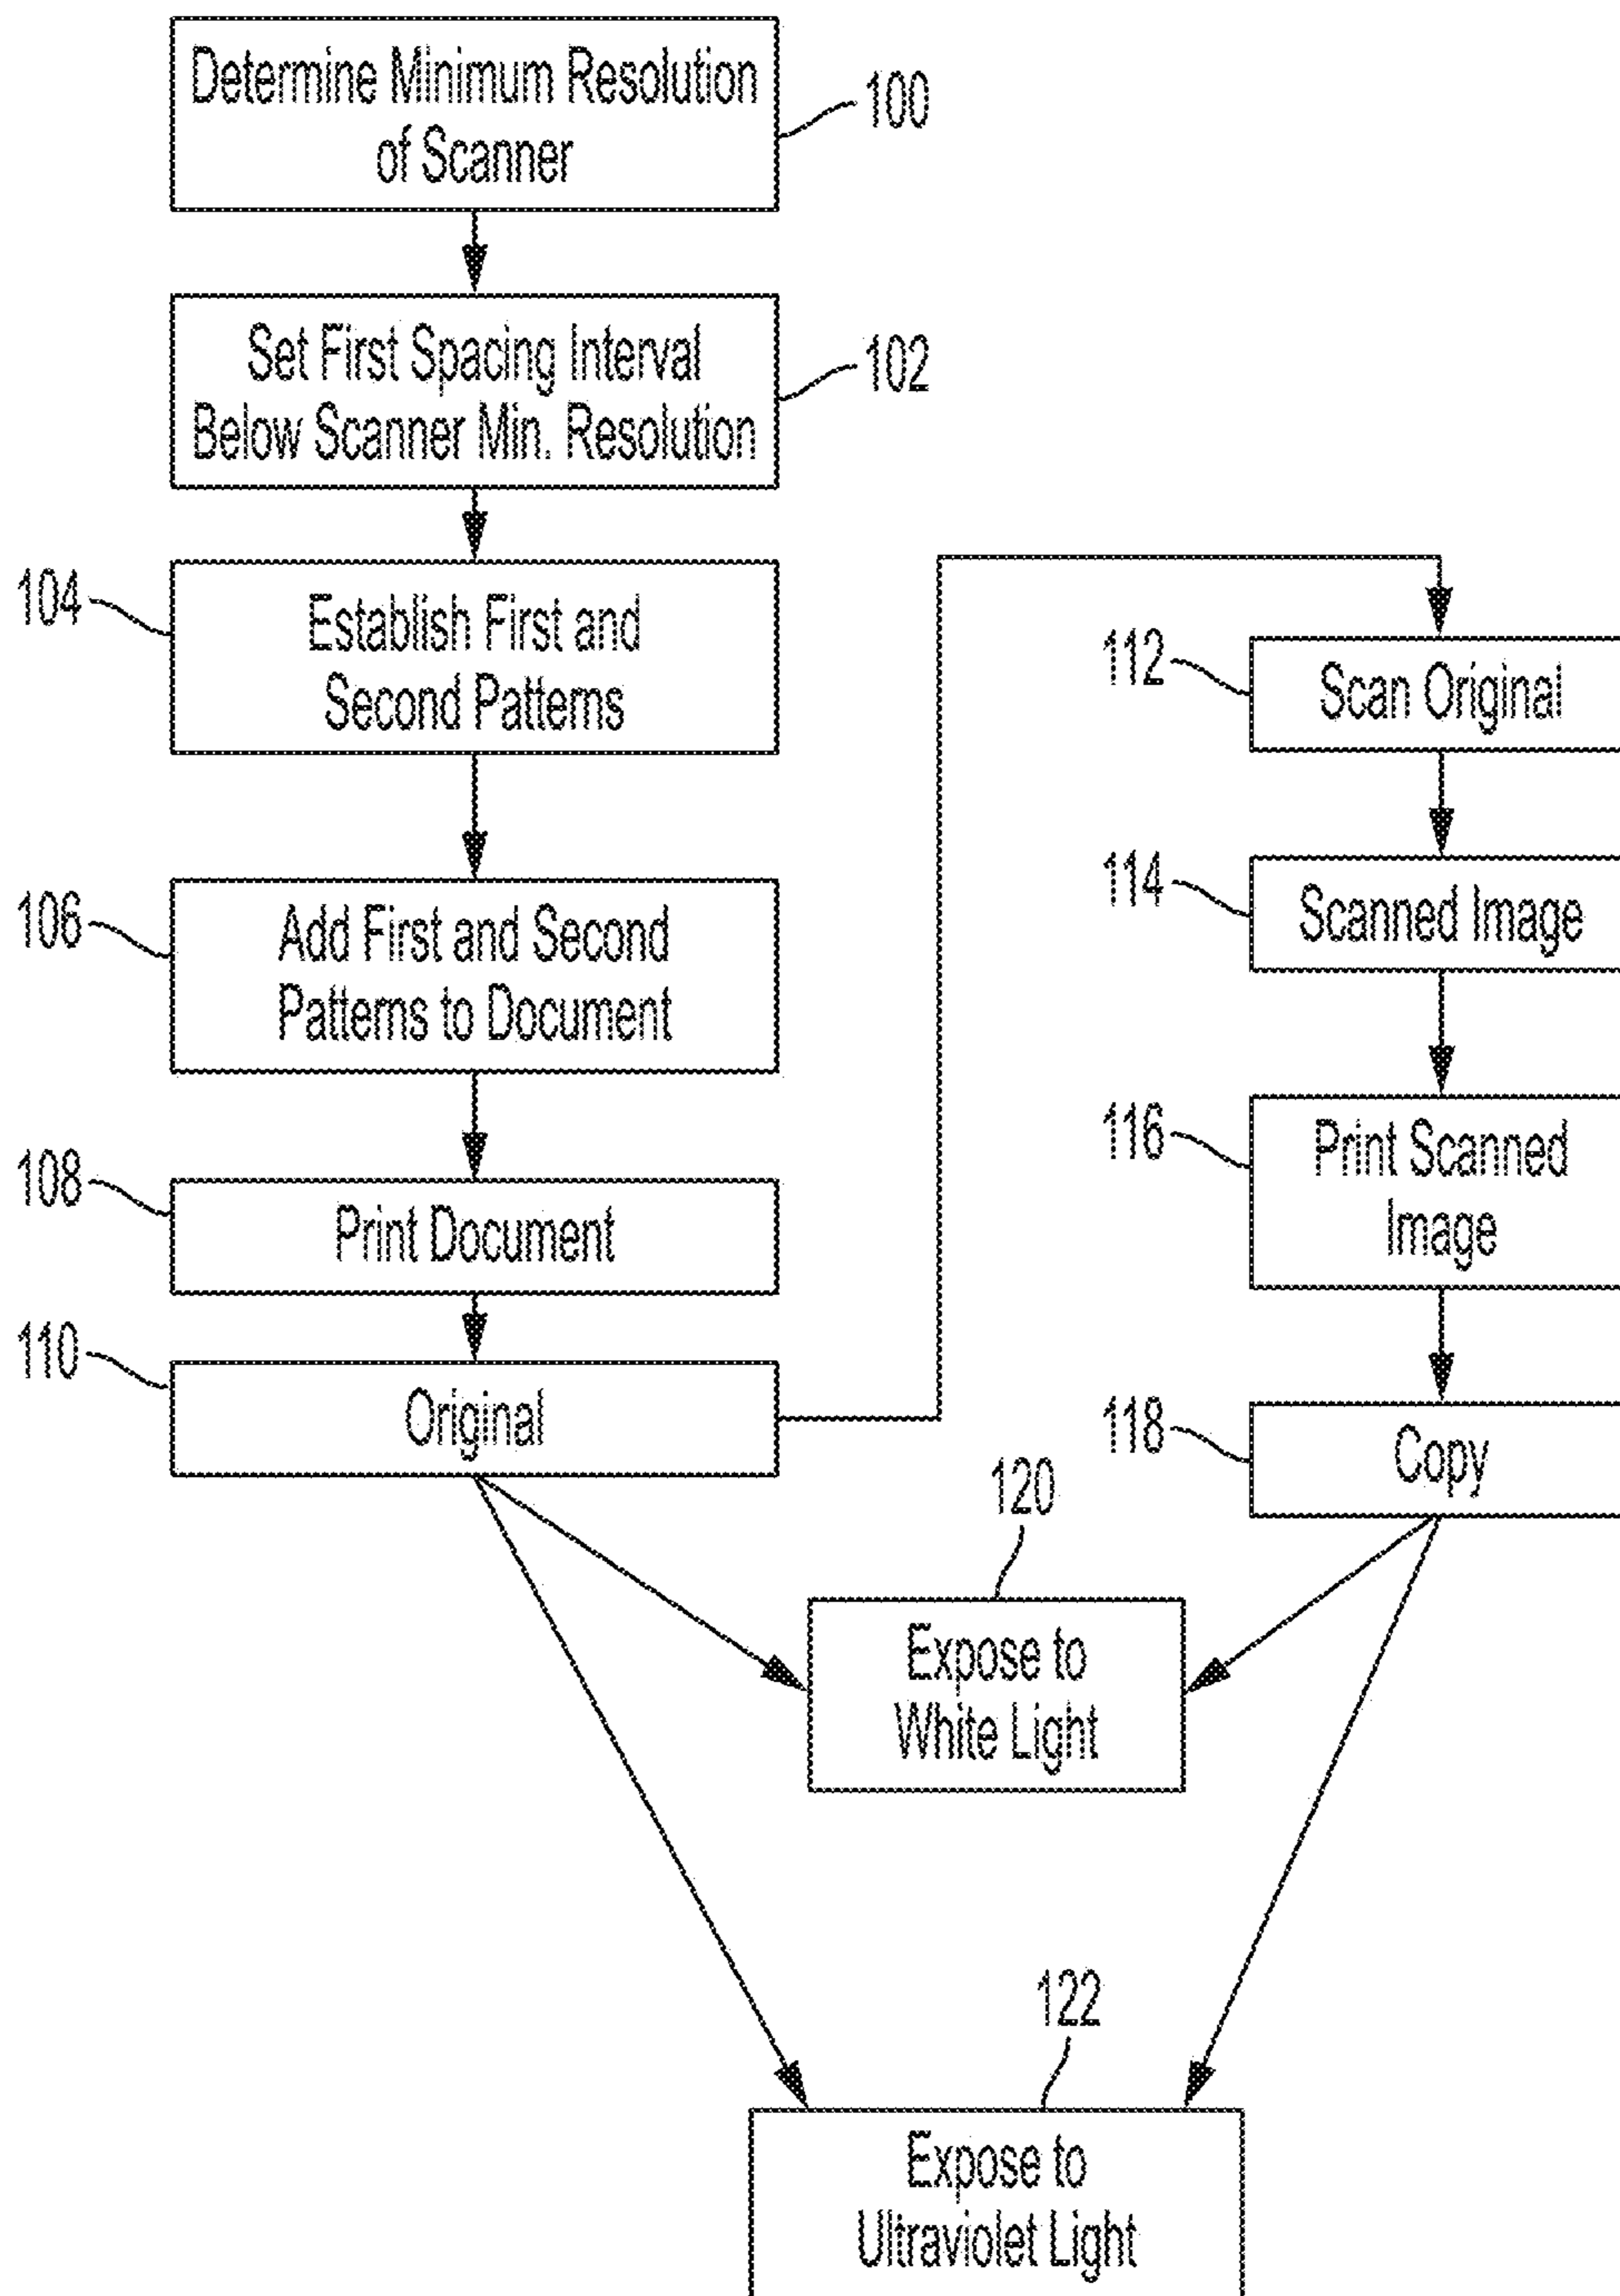 Determine Minimum Resolution
of Scanner
100
Set First Spacing Interval
Below Scanner Min. Resolution
102
104
Establish First and
Second Patterns
106
Add First and Second
Patterns to Document
108
Print Document
110
Original
112
Scan Original
114
Scanned Image
116
Print Scanned
Image
118
Copy
120
Expose to
White Light
122
Expose to
Ultraviolet Light